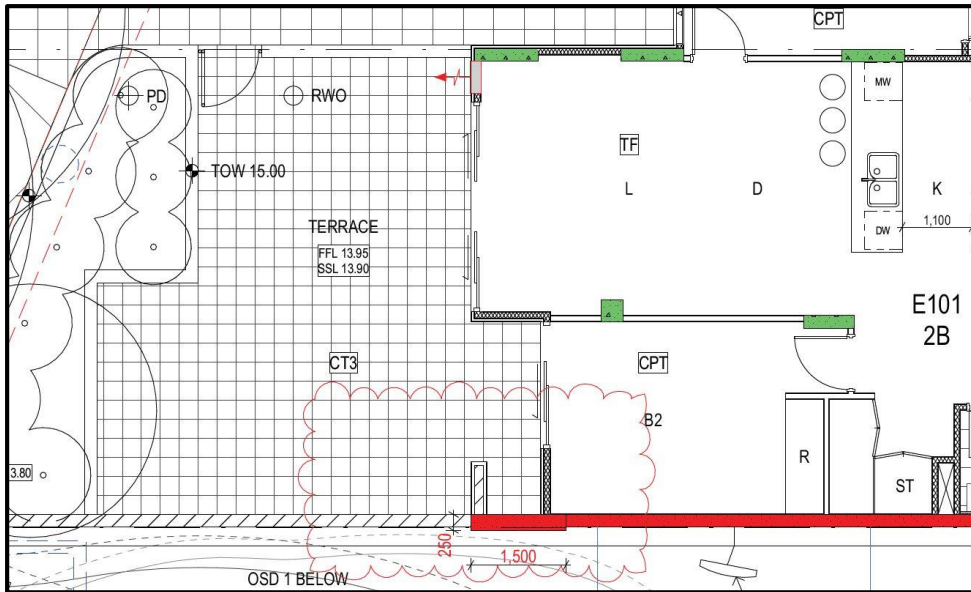 CPT
PD
RWO
MW
TF
TOW 15.00
L
D
K
1,100
TERRACE
FFL 13.95
SSL 13.90
DW
E101
2B
CT3
CPT
B2
R
3.80
ST
250
1,500
OSD 1 BELOW